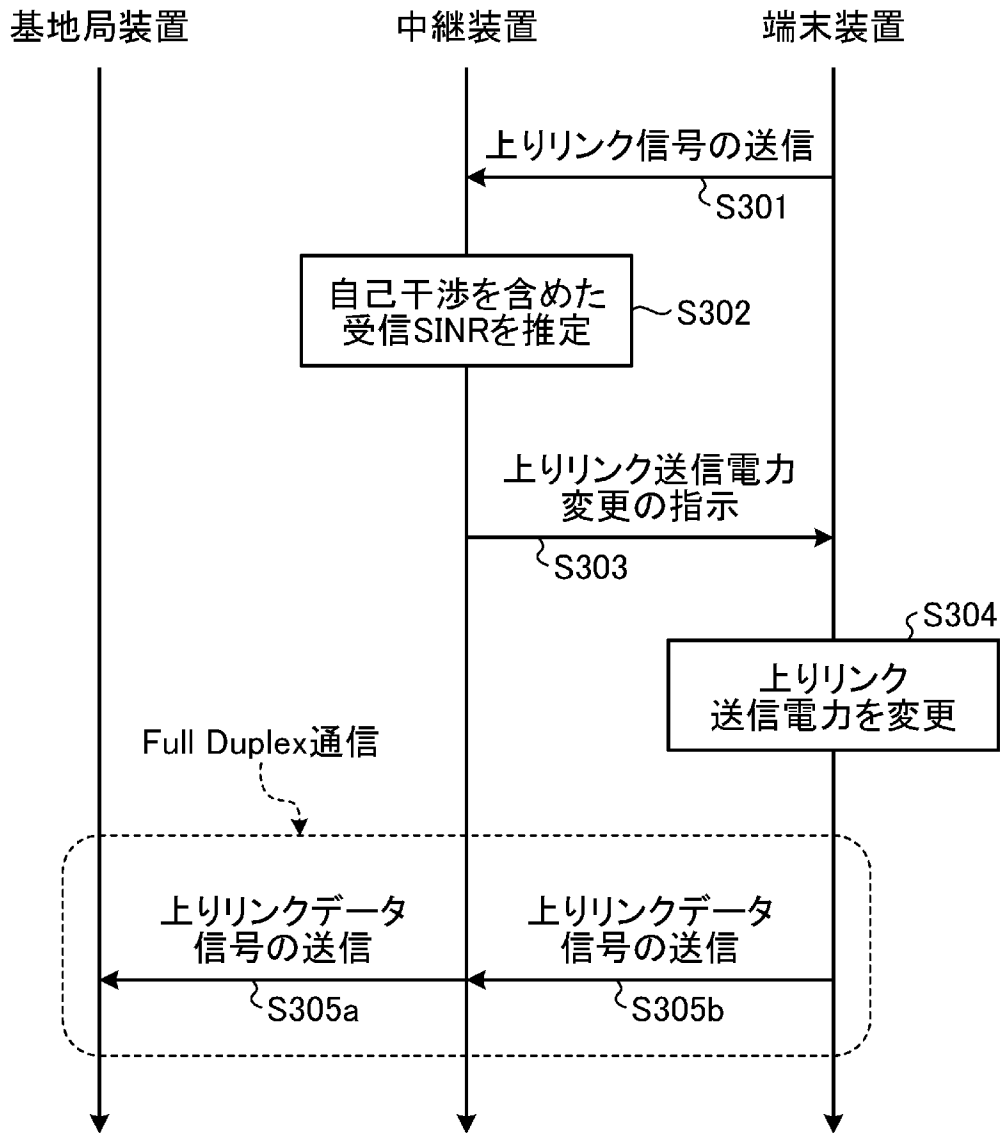 基地局装置
中継装置
端末装置
上りリンク信号の送信
S301
自己干渉を含めた
受信SINRを推定
S302
上りリンク送信電力
変更の指示
S303
S304
上りリンク
送信電力を変更
Full Duplex通信
上りリンクデータ
信号の送信
S305a
上りリンクデータ
信号の送信
S305b